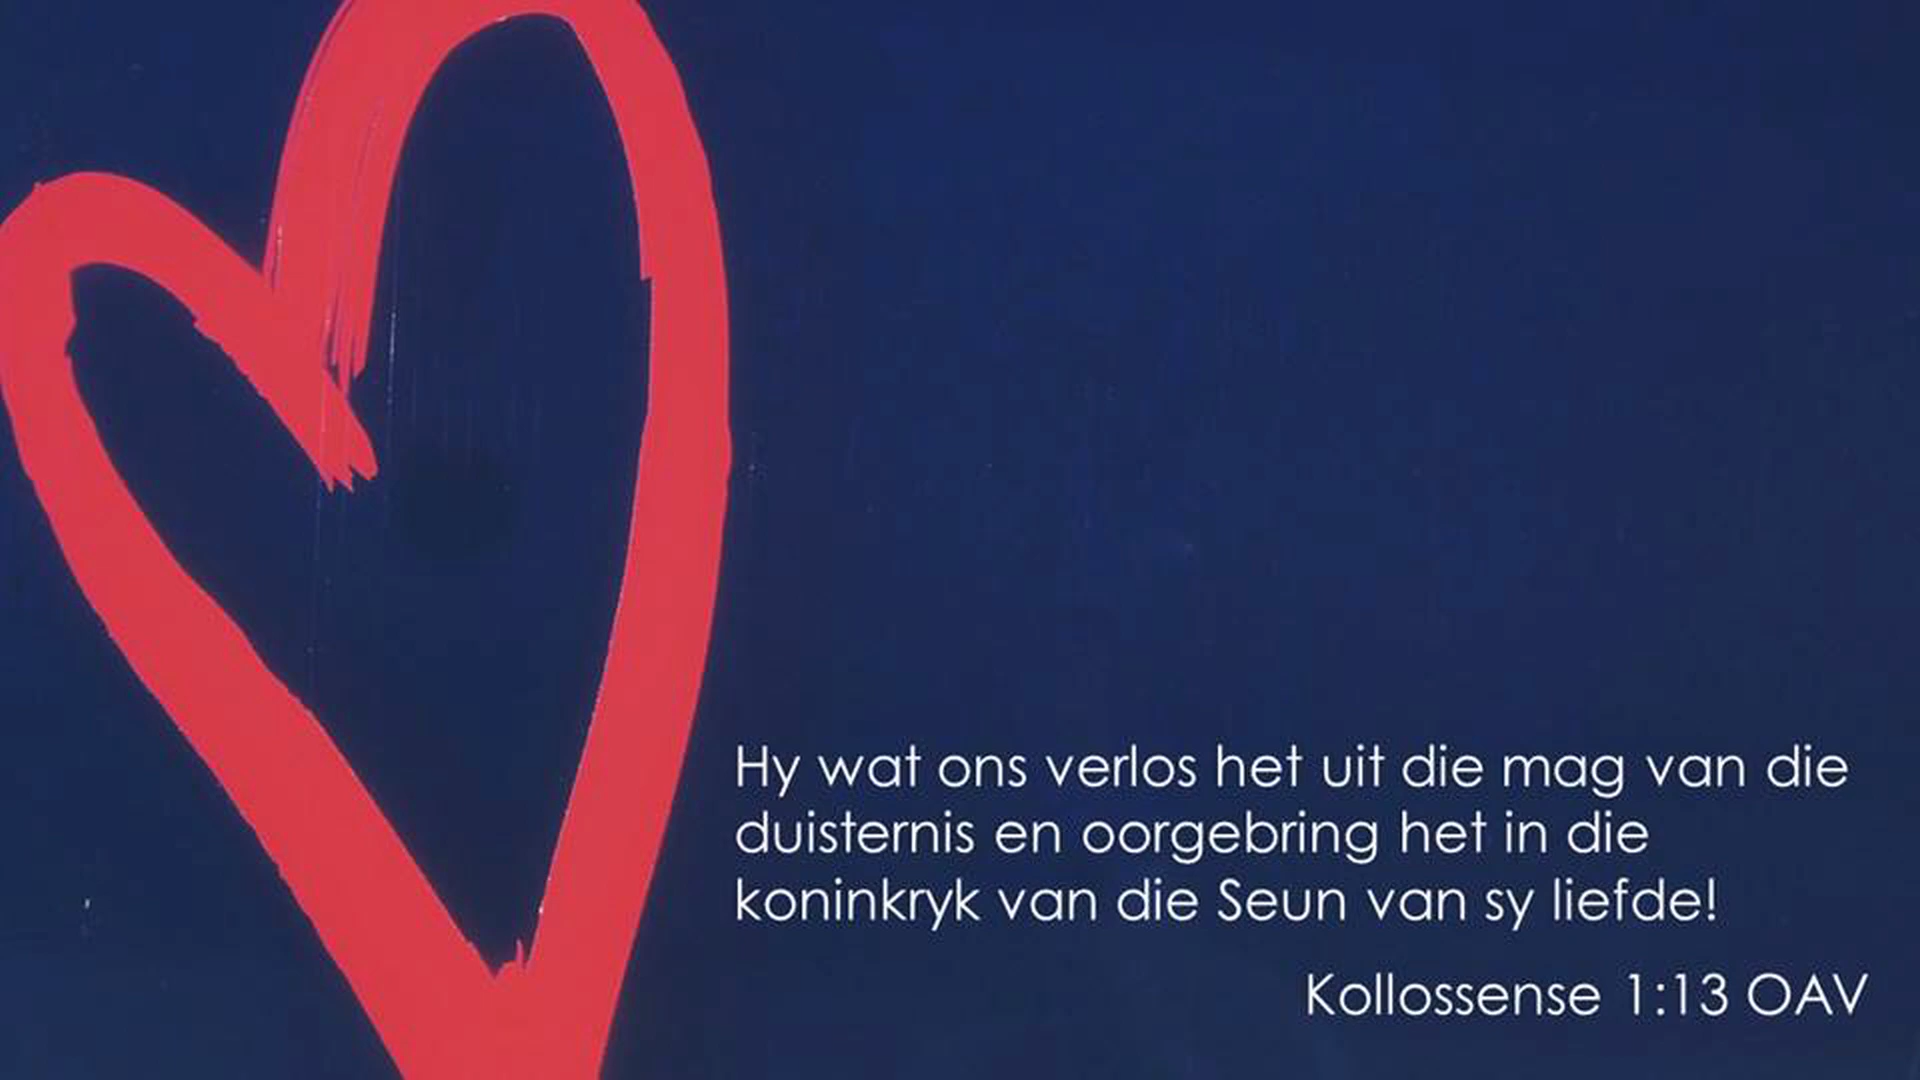 Hy wat ons verlos het uit die mag van die
duisternis en oorgebring het in die
koninkryk van die Seun van sy liefde!
Kollossense 1:13 OAV